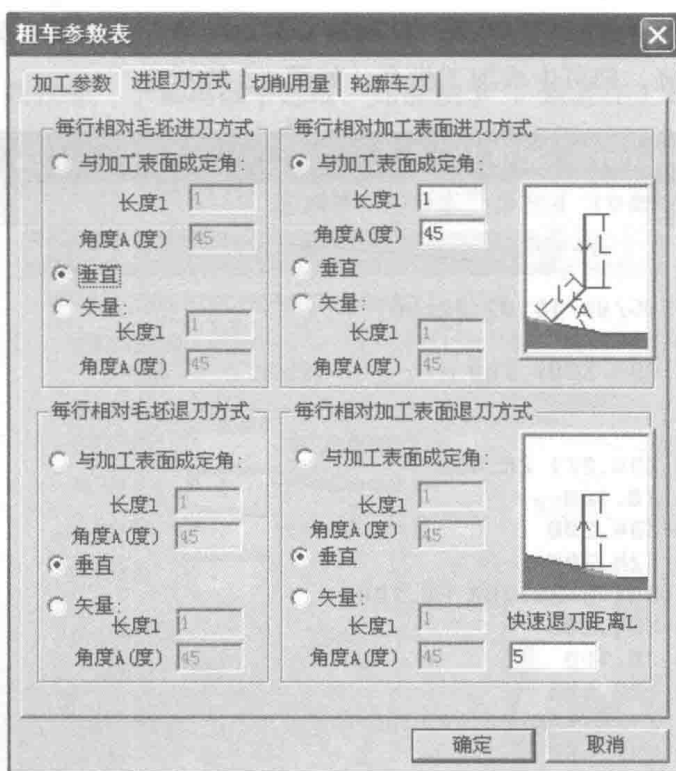 粗车参数表
加工参数 进退刀方式 切削用量 轮廓车刀
每行相对毛坯进刀方式
与加工表面成定角:
长度l 1
角度A(度) 45
垂直
矢量:
长度l 1
角度A(度) 45
每行相对加工表面进刀方式
与加工表面成定角:
长度l 1
角度A(度) 45
垂直
矢量:
长度l 1
角度A(度) 45
L
A
每行相对毛坯退刀方式
与加工表面成定角:
长度l 1
角度A(度) 45
垂直
矢量:
长度l 1
角度A(度) 45
每行相对加工表面退刀方式
与加工表面成定角:
长度l 1
角度A(度) 45
垂直
矢量:
长度l 1
角度A(度) 45
L
快速退刀距离L
5
确定 取消